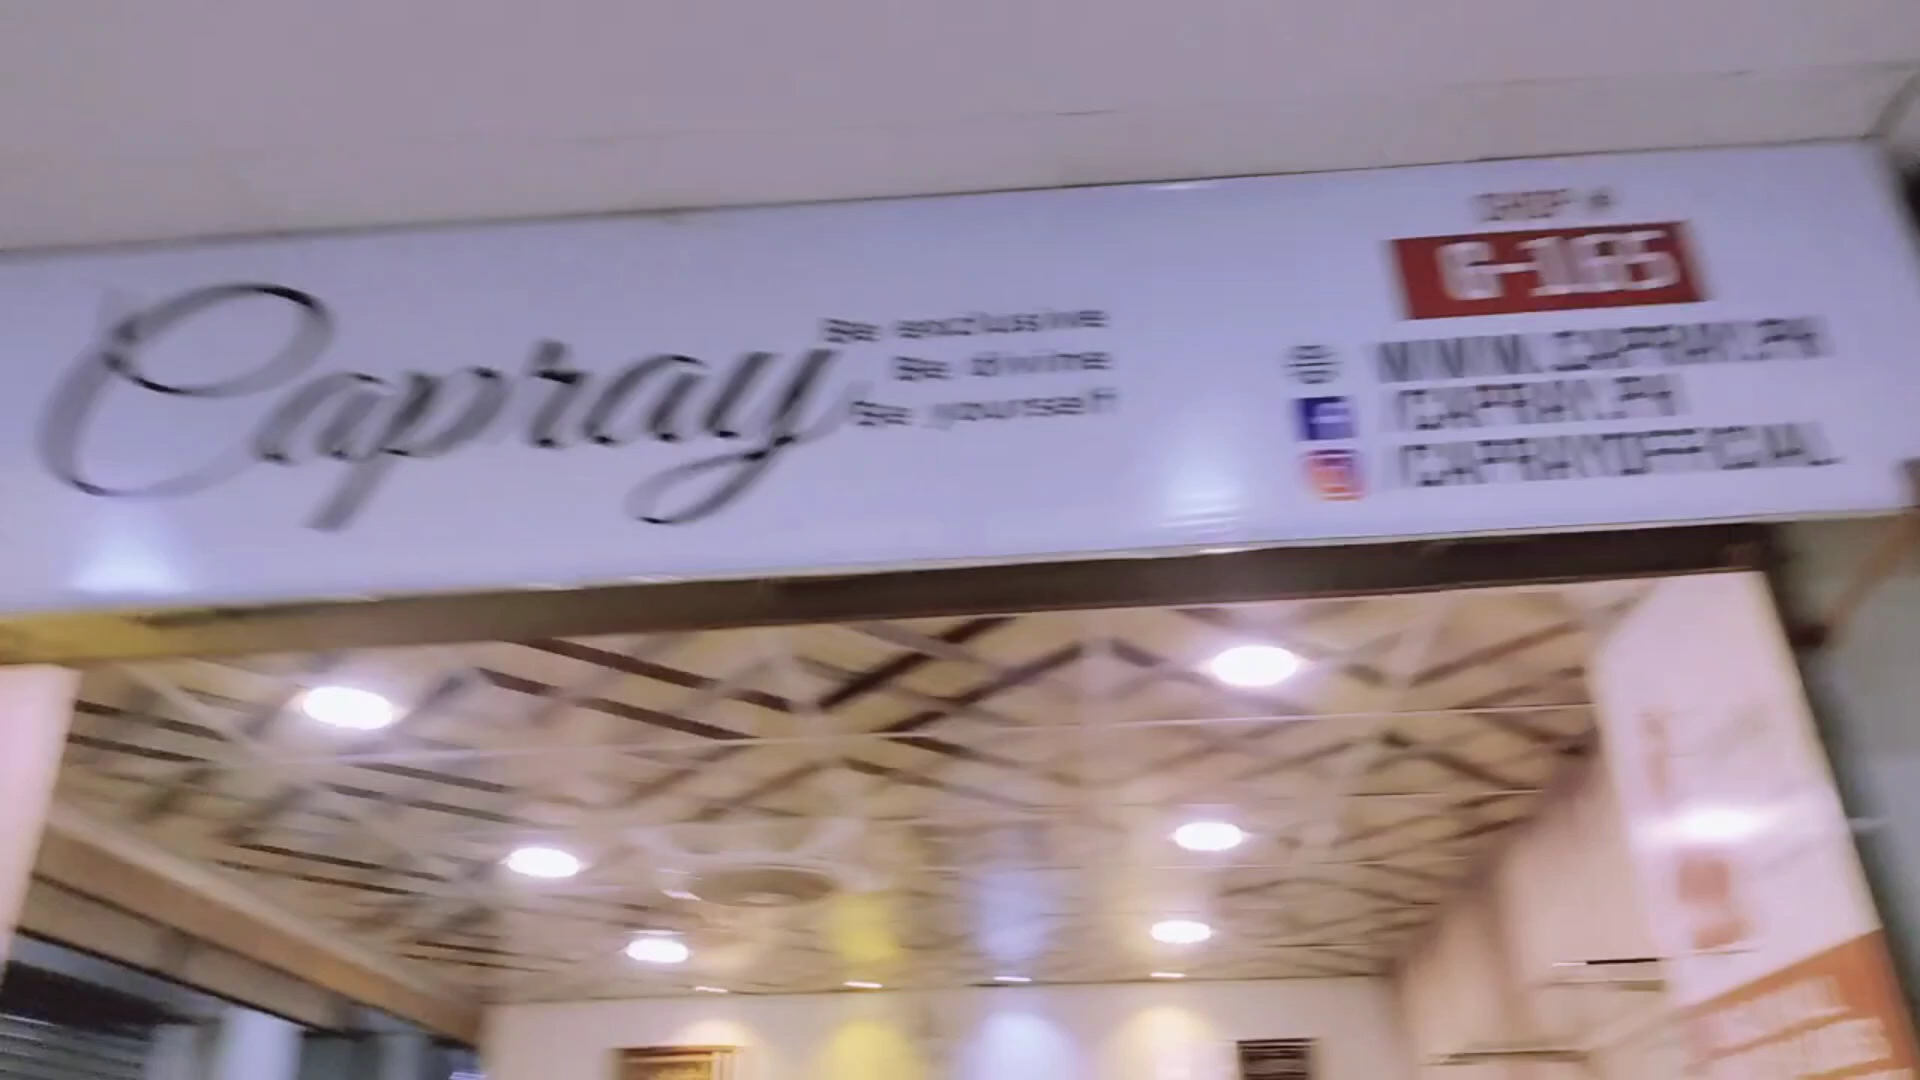 Capray
Be exclusive
Be divine
Be yourself
SHOP #
G-165
WWW.CAPRAY.PK
/CAPRAY.PK
/CAPRAYOFFICIAL